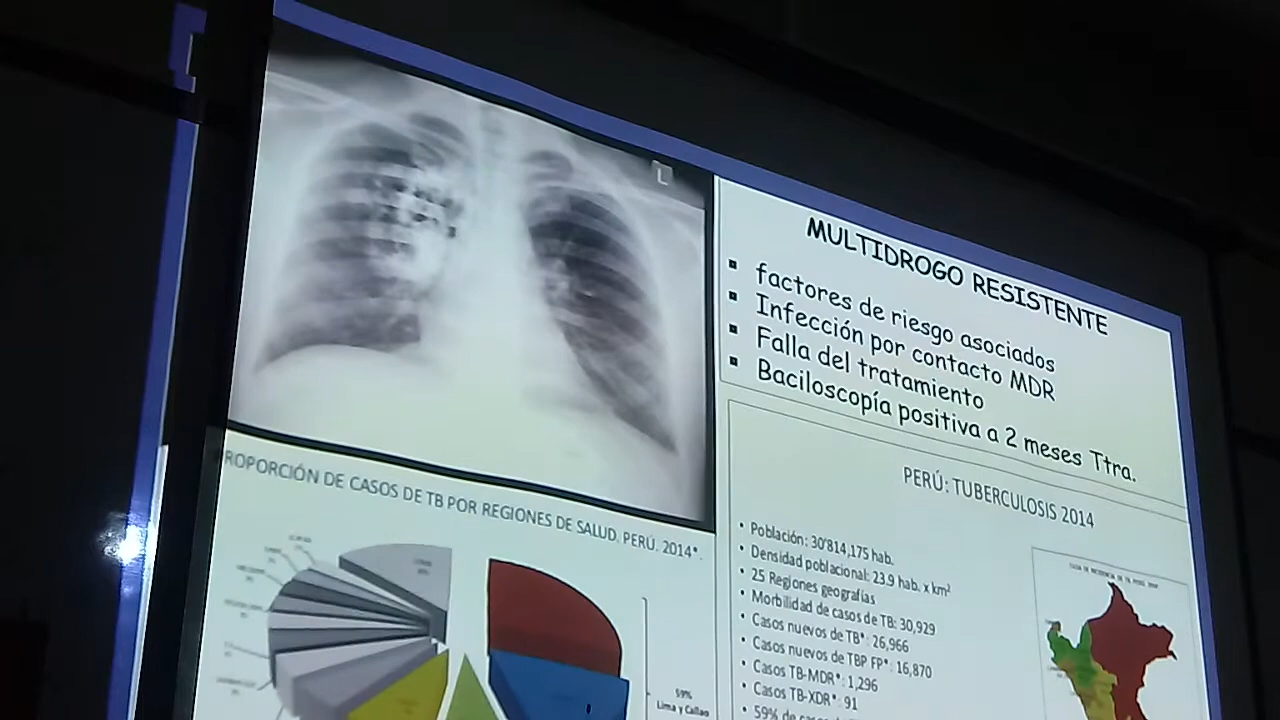 L
MULTIDROGO RESISTENTE
▪ factores de riesgo asociados
▪ Infección por contacto MDR
▪ Falla del tratamiento
▪ Baciloscopía positiva a 2 meses Ttra.
ROPORCIÓN DE CASOS DE TB POR REGIONES DE SALUD. PERÚ. 2014*.
59%
Lima y Callao
PERÚ: TUBERCULOSIS 2014
• Población: 30'814,175 hab.
• Densidad poblacional: 23.9 hab. x km²
• 25 Regiones geografías
• Morbilidad de casos de TB: 30,929
• Casos nuevos de TB*: 26,966
• Casos nuevos de TBP FP*: 16,870
• Casos TB-MDR*: 1,296
• Casos TB-XDR*: 91
• 59% de